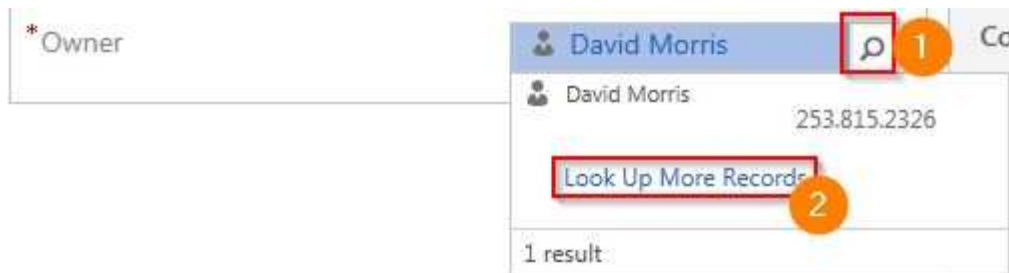 *Owner
David Morris
1
Co
David Morris
253.815.2326
Look Up More Records
2
1 result